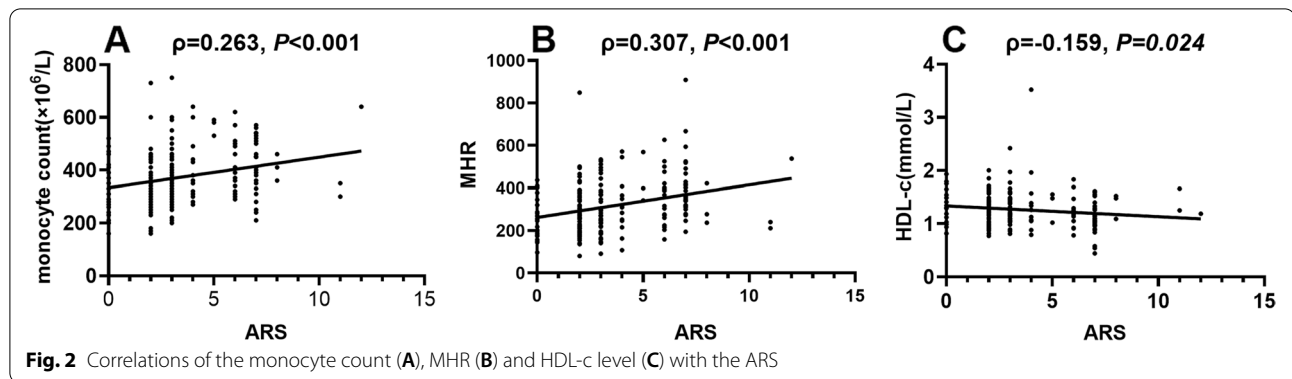 A
ρ=0.263, P<0.001
monocyte count(×10⁶/L)
800
600
400
200
0
0
5
10
15
ARS
B
ρ=0.307, P<0.001
MHR
1000
800
600
400
200
0
0
5
10
15
ARS
C
ρ=-0.159, P=0.024
HDL-c(mmol/L)
4
3
2
1
0
0
5
10
15
ARS
Fig. 2 Correlations of the monocyte count (A), MHR (B) and HDL-c level (C) with the ARS